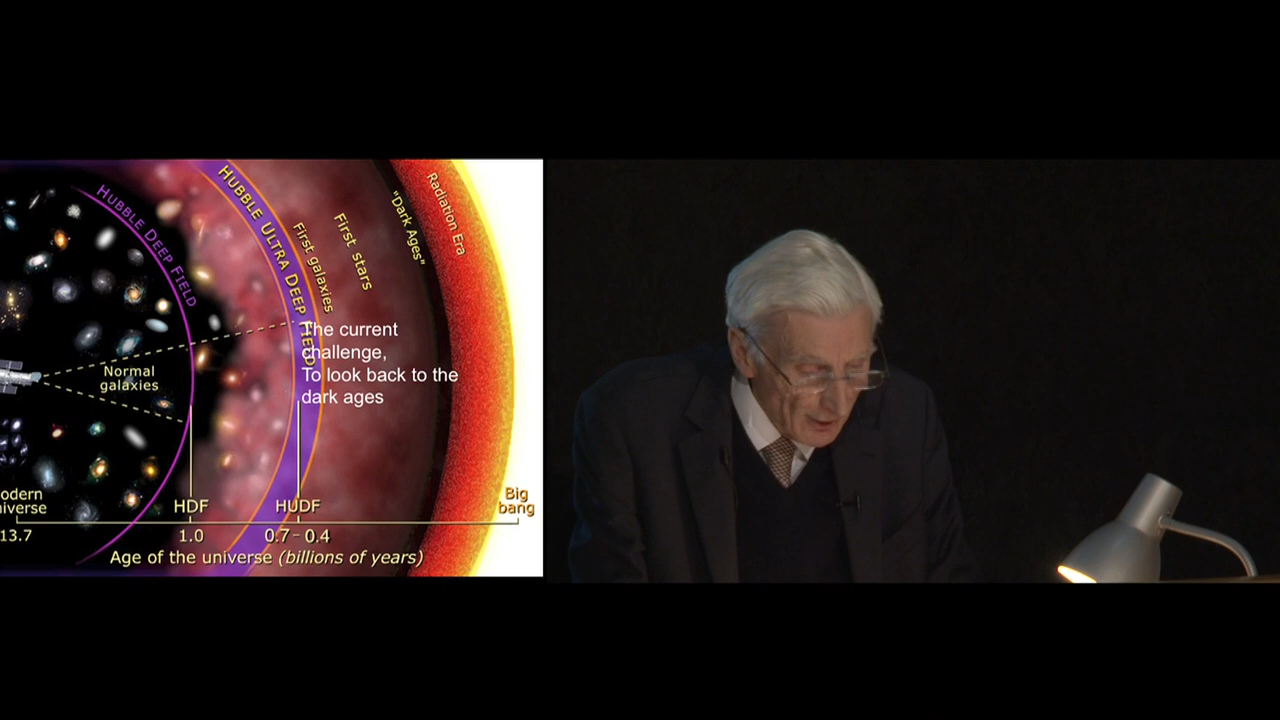 HUBBLE DEEP FIELD
HUBBLE ULTRA DEEP FIELD
First galaxies
First stars
"Dark Ages"
Radiation Era
The current
challenge,
To look back to the
dark ages
Normal
galaxies
odern
iverse
HDF
HUDF
Big
bang
13.7
1.0
0.7 - 0.4
Age of the universe (billions of years)